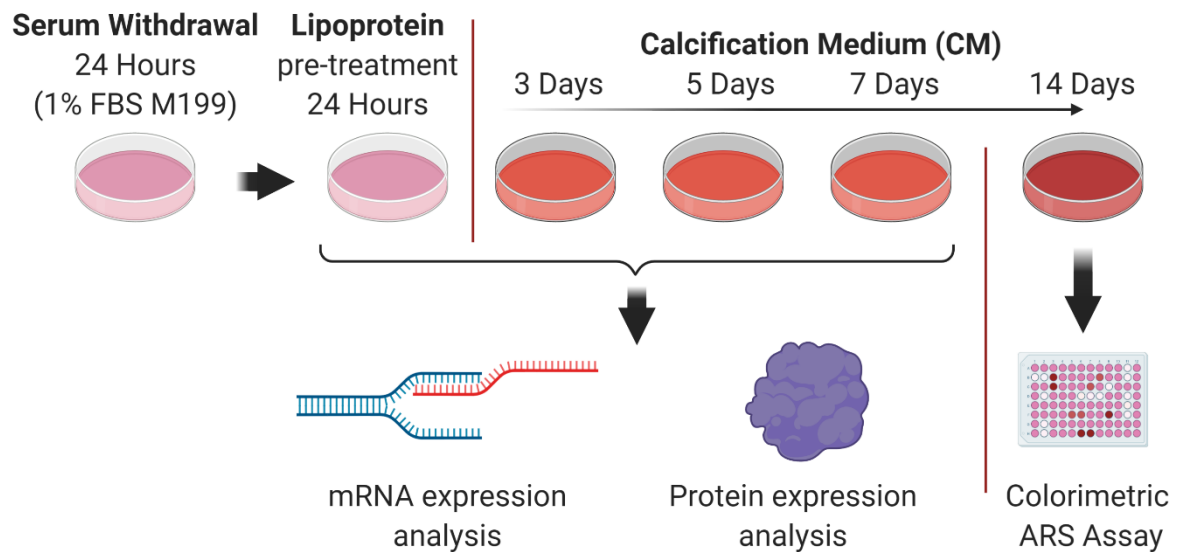 Serum Withdrawal
24 Hours
(1% FBS M199)
Lipoprotein
pre-treatment
24 Hours
Calcification Medium (CM)
3 Days
5 Days
7 Days
14 Days
mRNA expression
analysis
Protein expression
analysis
Colorimetric
ARS Assay